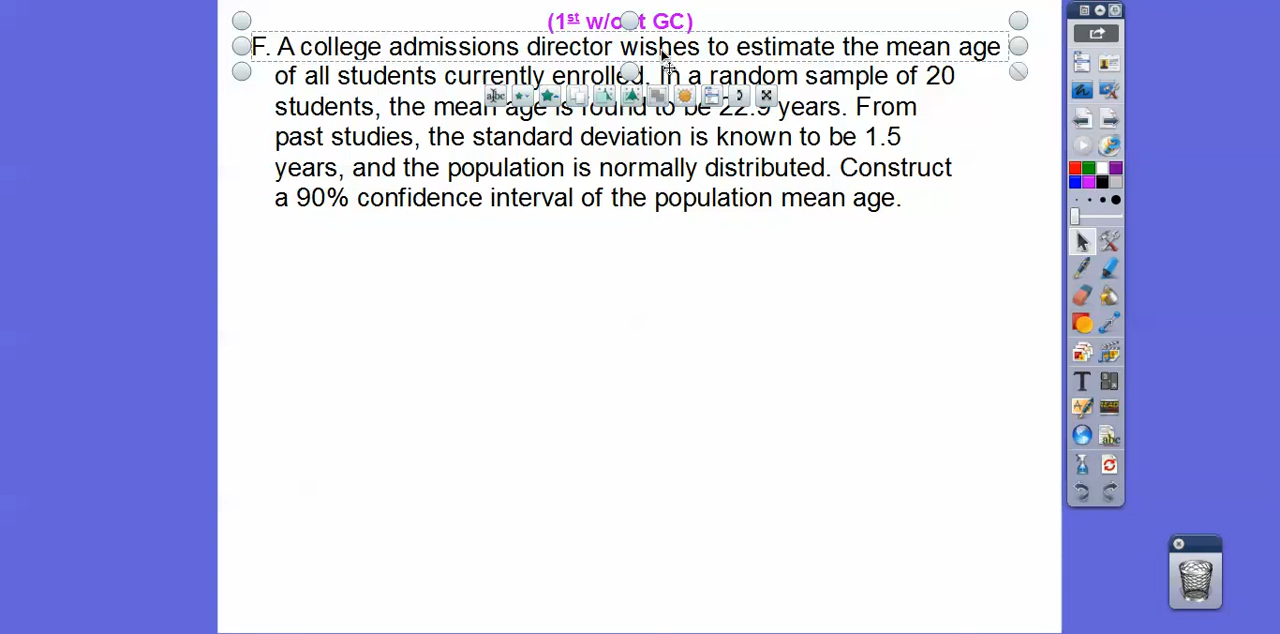 (1st w/out GC)
F. A college admissions director wishes to estimate the mean age
of all students currently enrolled. In a random sample of 20
students, the mean age is found to be 22.9 years. From
past studies, the standard deviation is known to be 1.5
years, and the population is normally distributed. Construct
a 90% confidence interval of the population mean age.